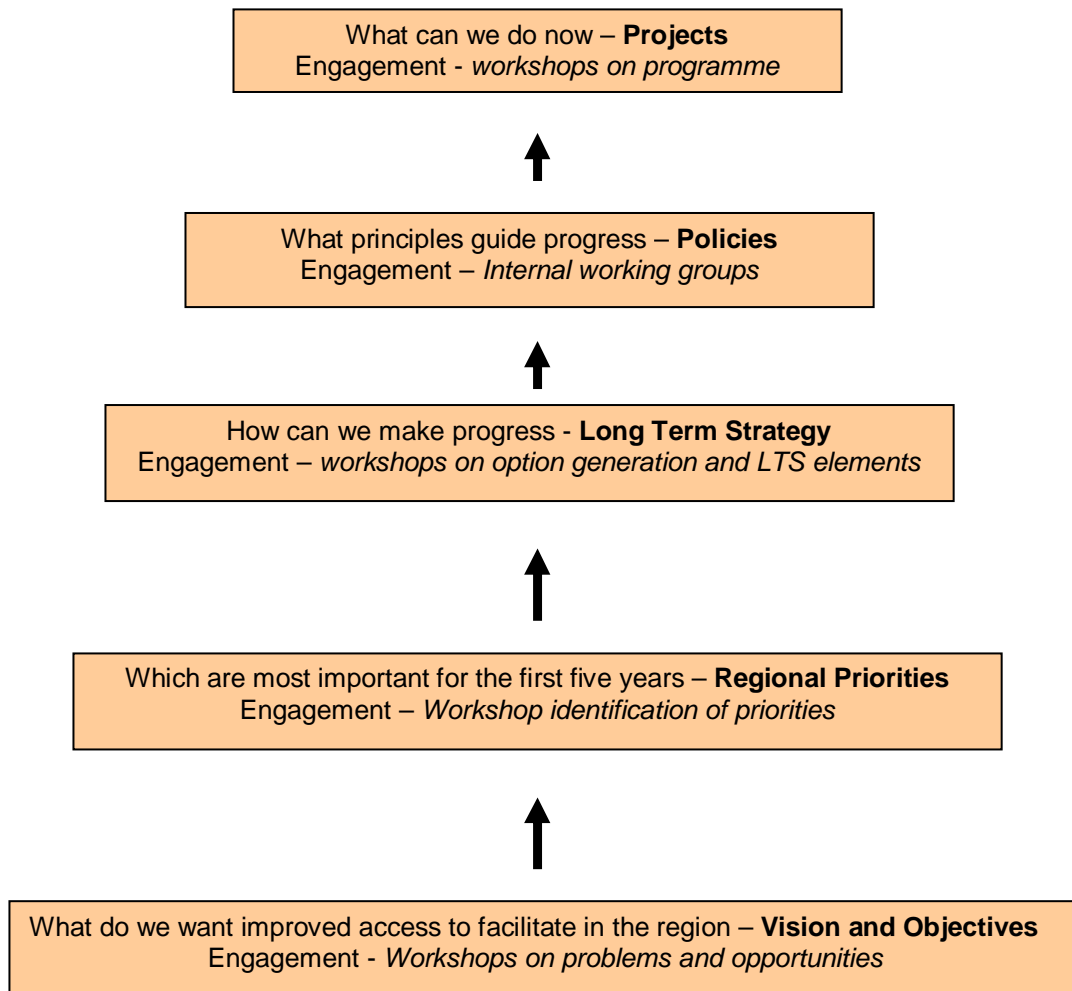 What can we do now – Projects
Engagement - workshops on programme
What principles guide progress – Policies
Engagement – Internal working groups
How can we make progress - Long Term Strategy
Engagement – workshops on option generation and LTS elements
Which are most important for the first five years – Regional Priorities
Engagement – Workshop identification of priorities
What do we want improved access to facilitate in the region – Vision and Objectives
Engagement - Workshops on problems and opportunities